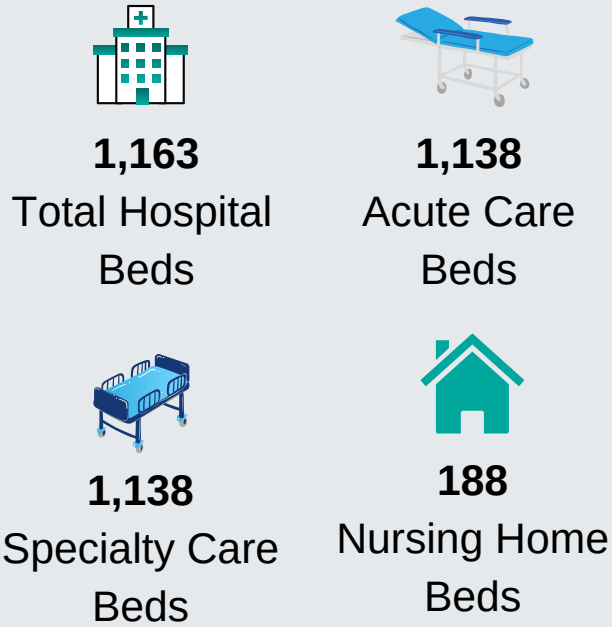 1,163
Total Hospital
Beds
1,138
Acute Care
Beds
1,138
Specialty Care
Beds
188
Nursing Home
Beds